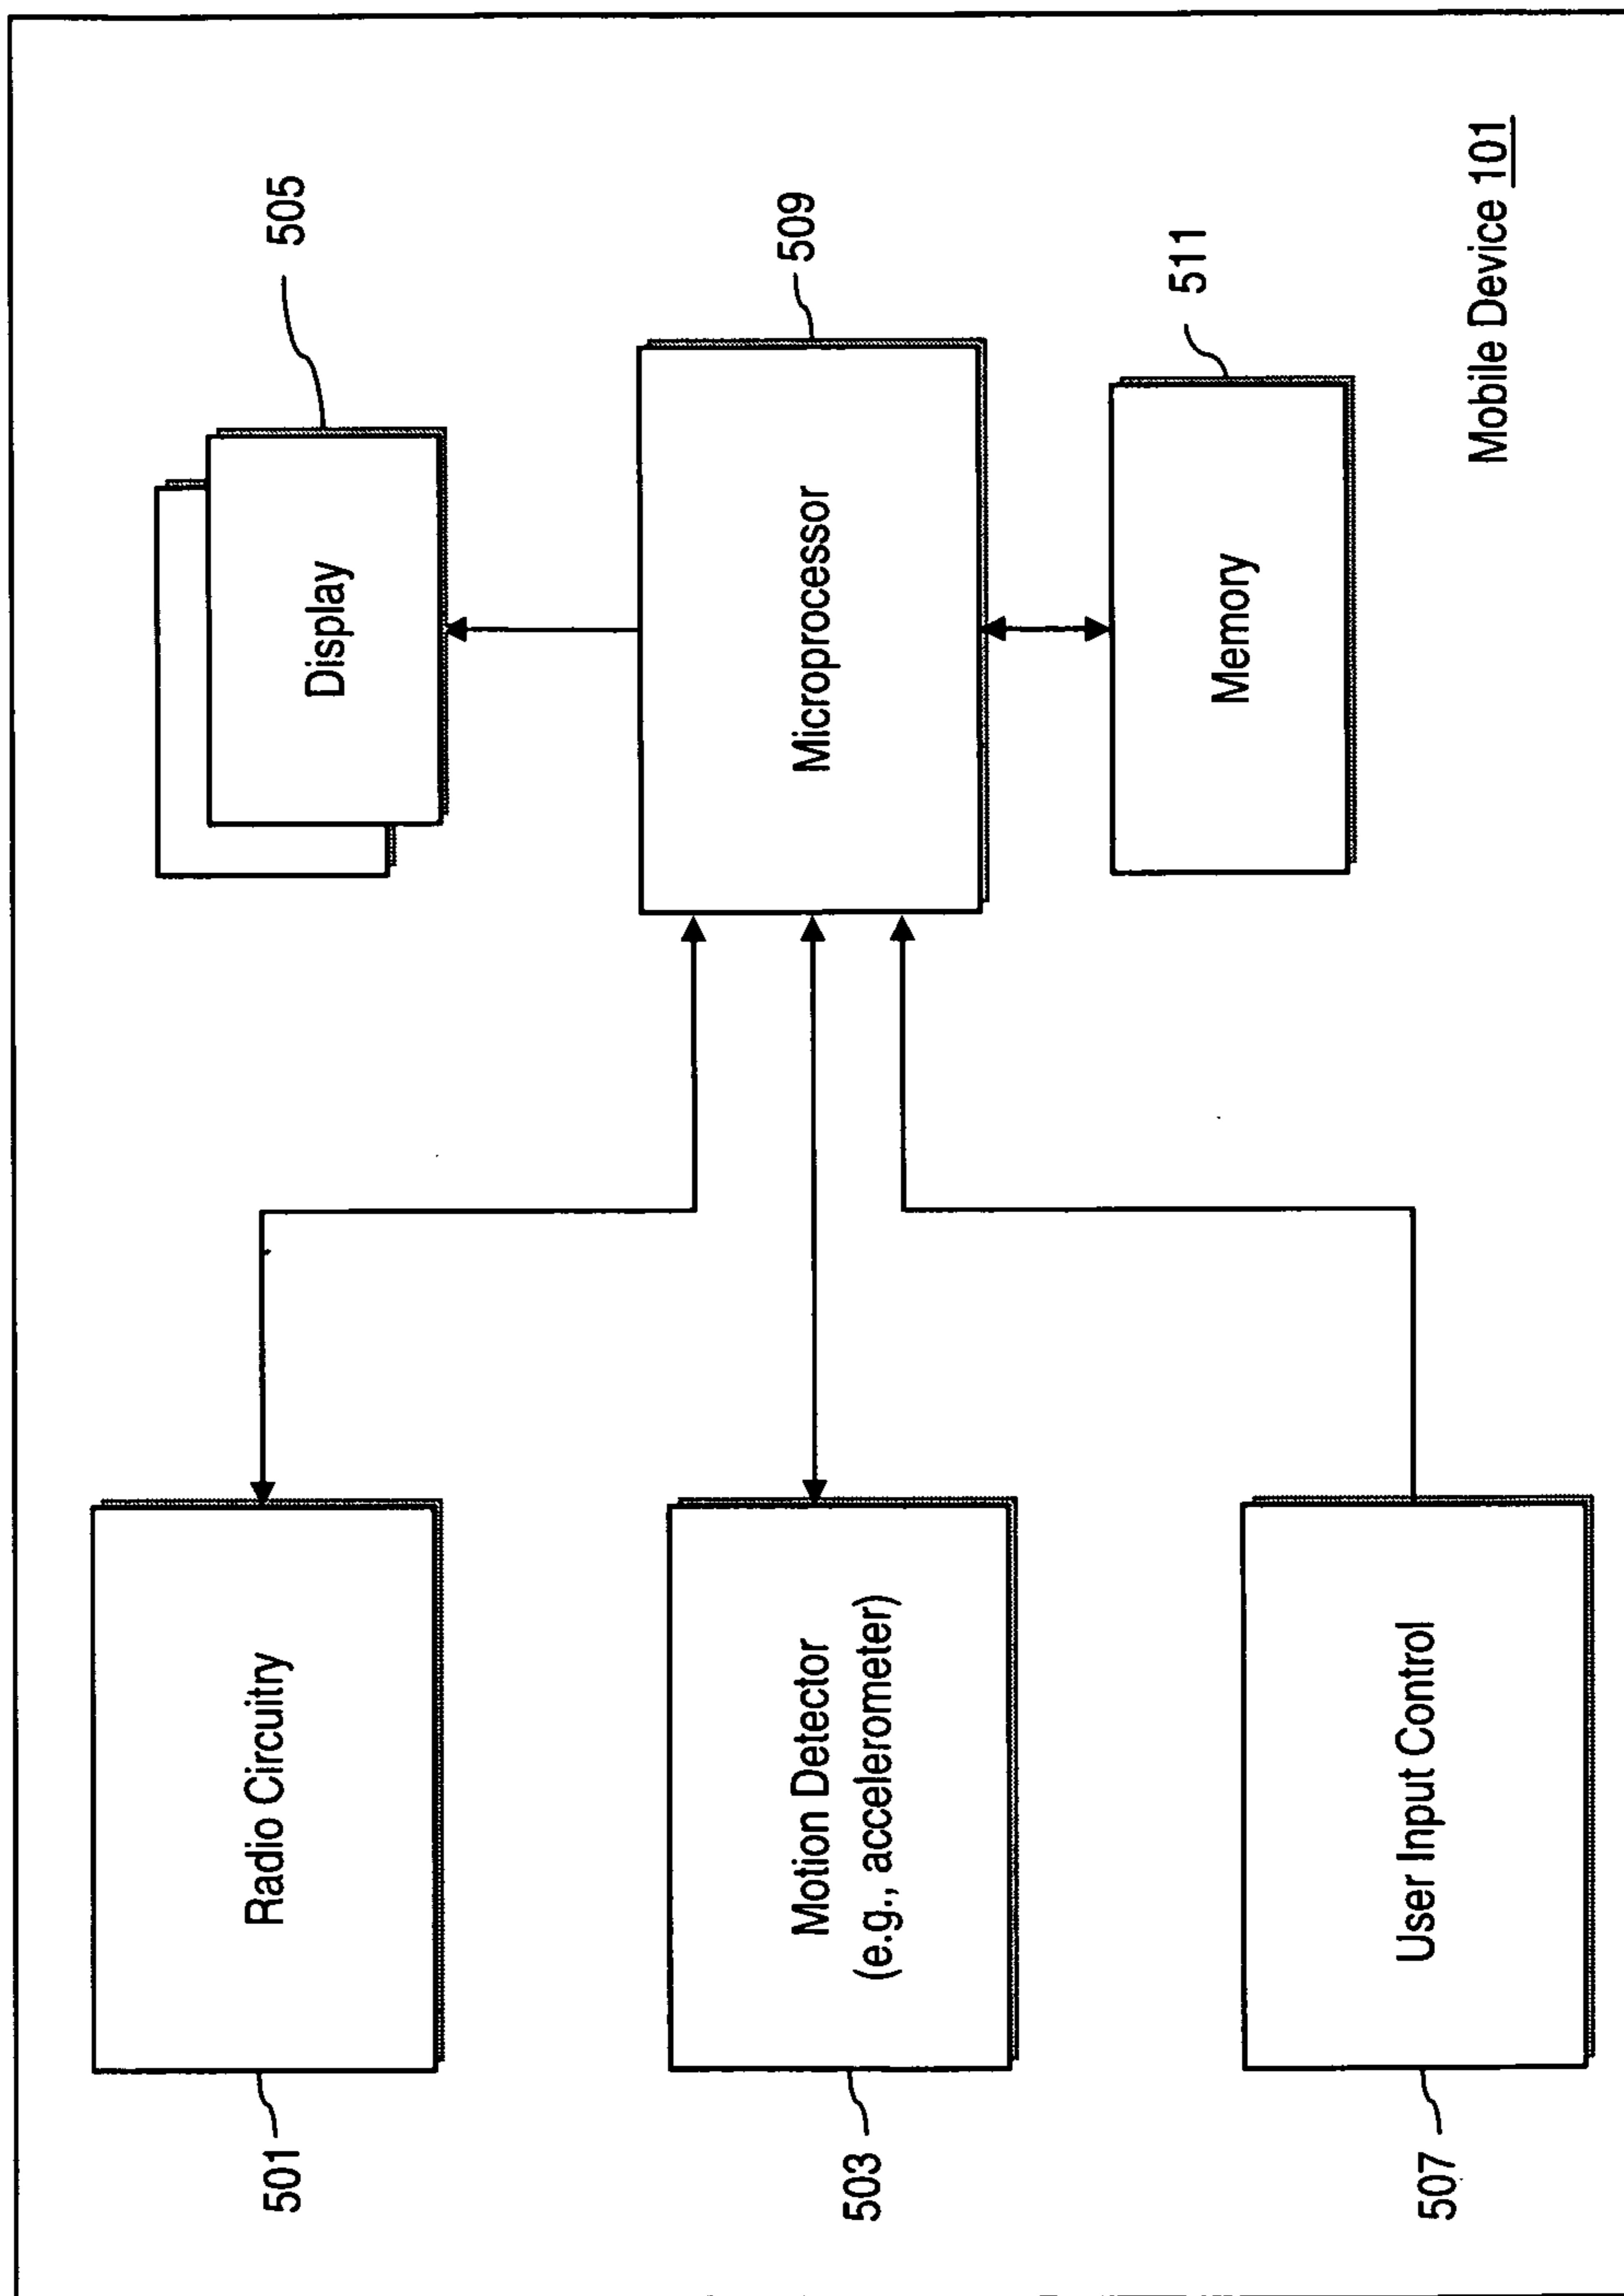 501
Radio Circuitry
503
Motion Detector
(e.g., accelerometer)
507
User Input Control
Display
505
Microprocessor
509
Memory
511
Mobile Device 101